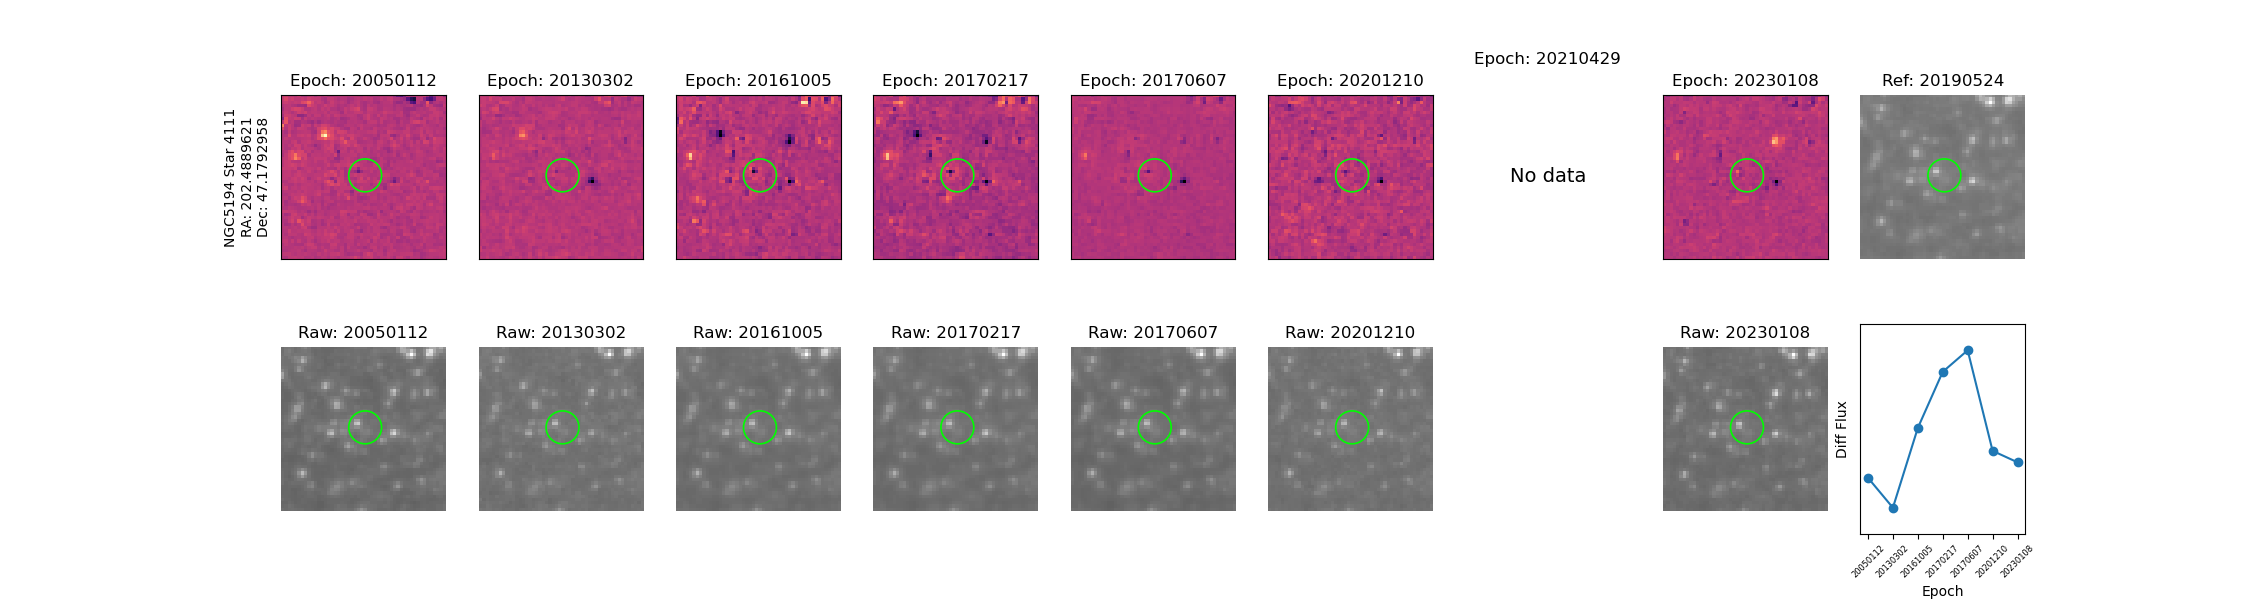 NGC5194 Star 4111
RA: 202.4889621
Dec: 47.1792958
Epoch: 20050112
Epoch: 20130302
Epoch: 20161005
Epoch: 20170217
Epoch: 20170607
Epoch: 20201210
Epoch: 20210429
No data
Epoch: 20230108
Ref: 20190524
Raw: 20050112
Raw: 20130302
Raw: 20161005
Raw: 20170217
Raw: 20170607
Raw: 20201210
Raw: 20230108
Diff Flux
20050112
20130302
20161005
20170217
20170607
20201210
20230108
Epoch